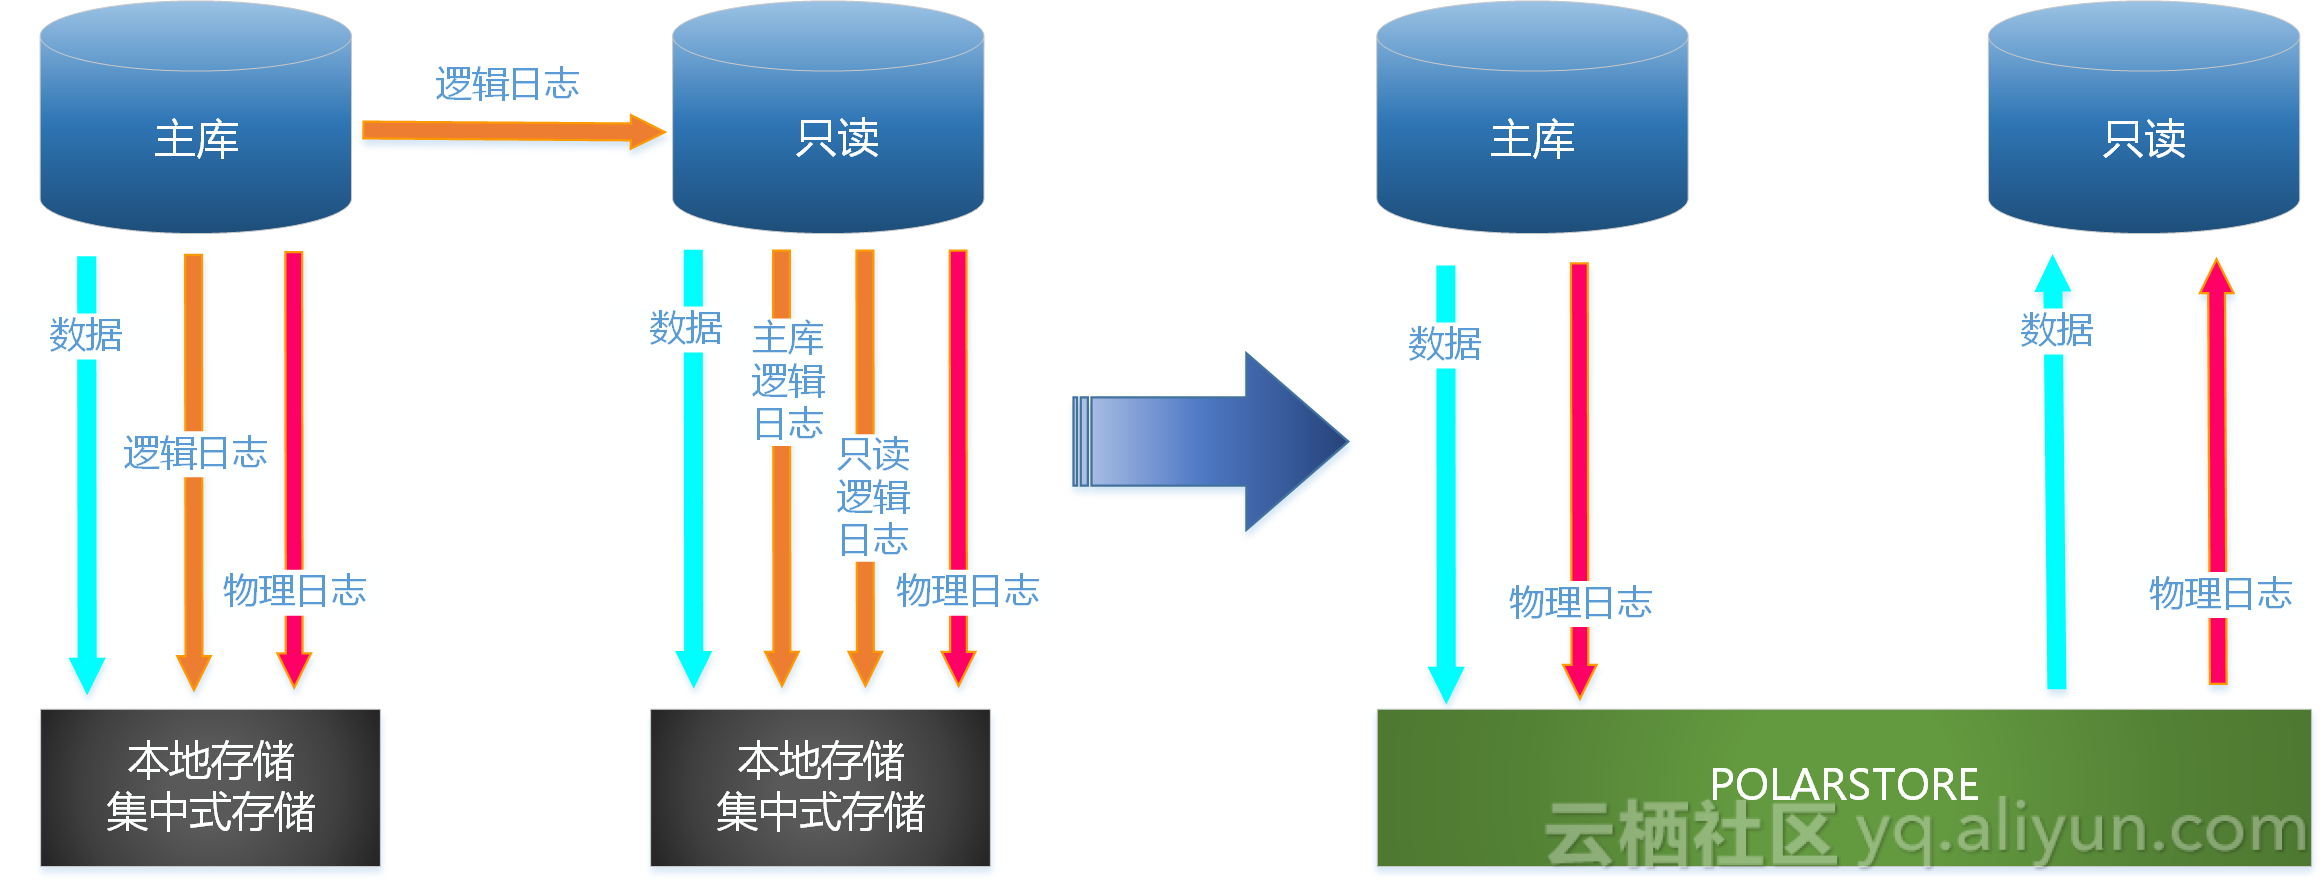 主库
逻辑日志
只读
主库
只读
数据
逻辑日志
物理日志
数据
主库
逻辑
日志
只读
逻辑
日志
物理日志
数据
物理日志
数据
物理日志
本地存储
集中式存储
本地存储
集中式存储
POLARSTORE
云栖社区 yq.aliyun.com